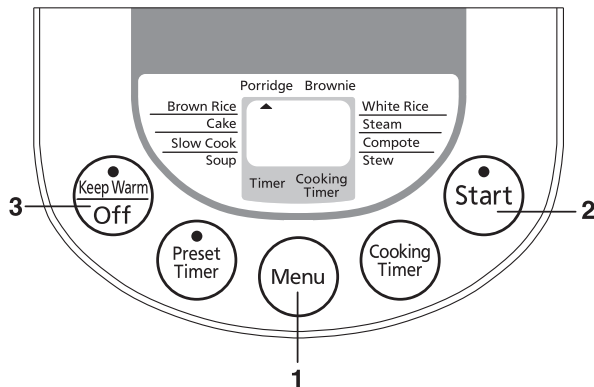 Porridge Brownie
Brown Rice
Cake
Slow Cook
Soup
White Rice
Steam
Compote
Stew
Timer
Cooking
Timer
Keep Warm
Off
3
Preset
Timer
Menu
1
Cooking
Timer
Start
2